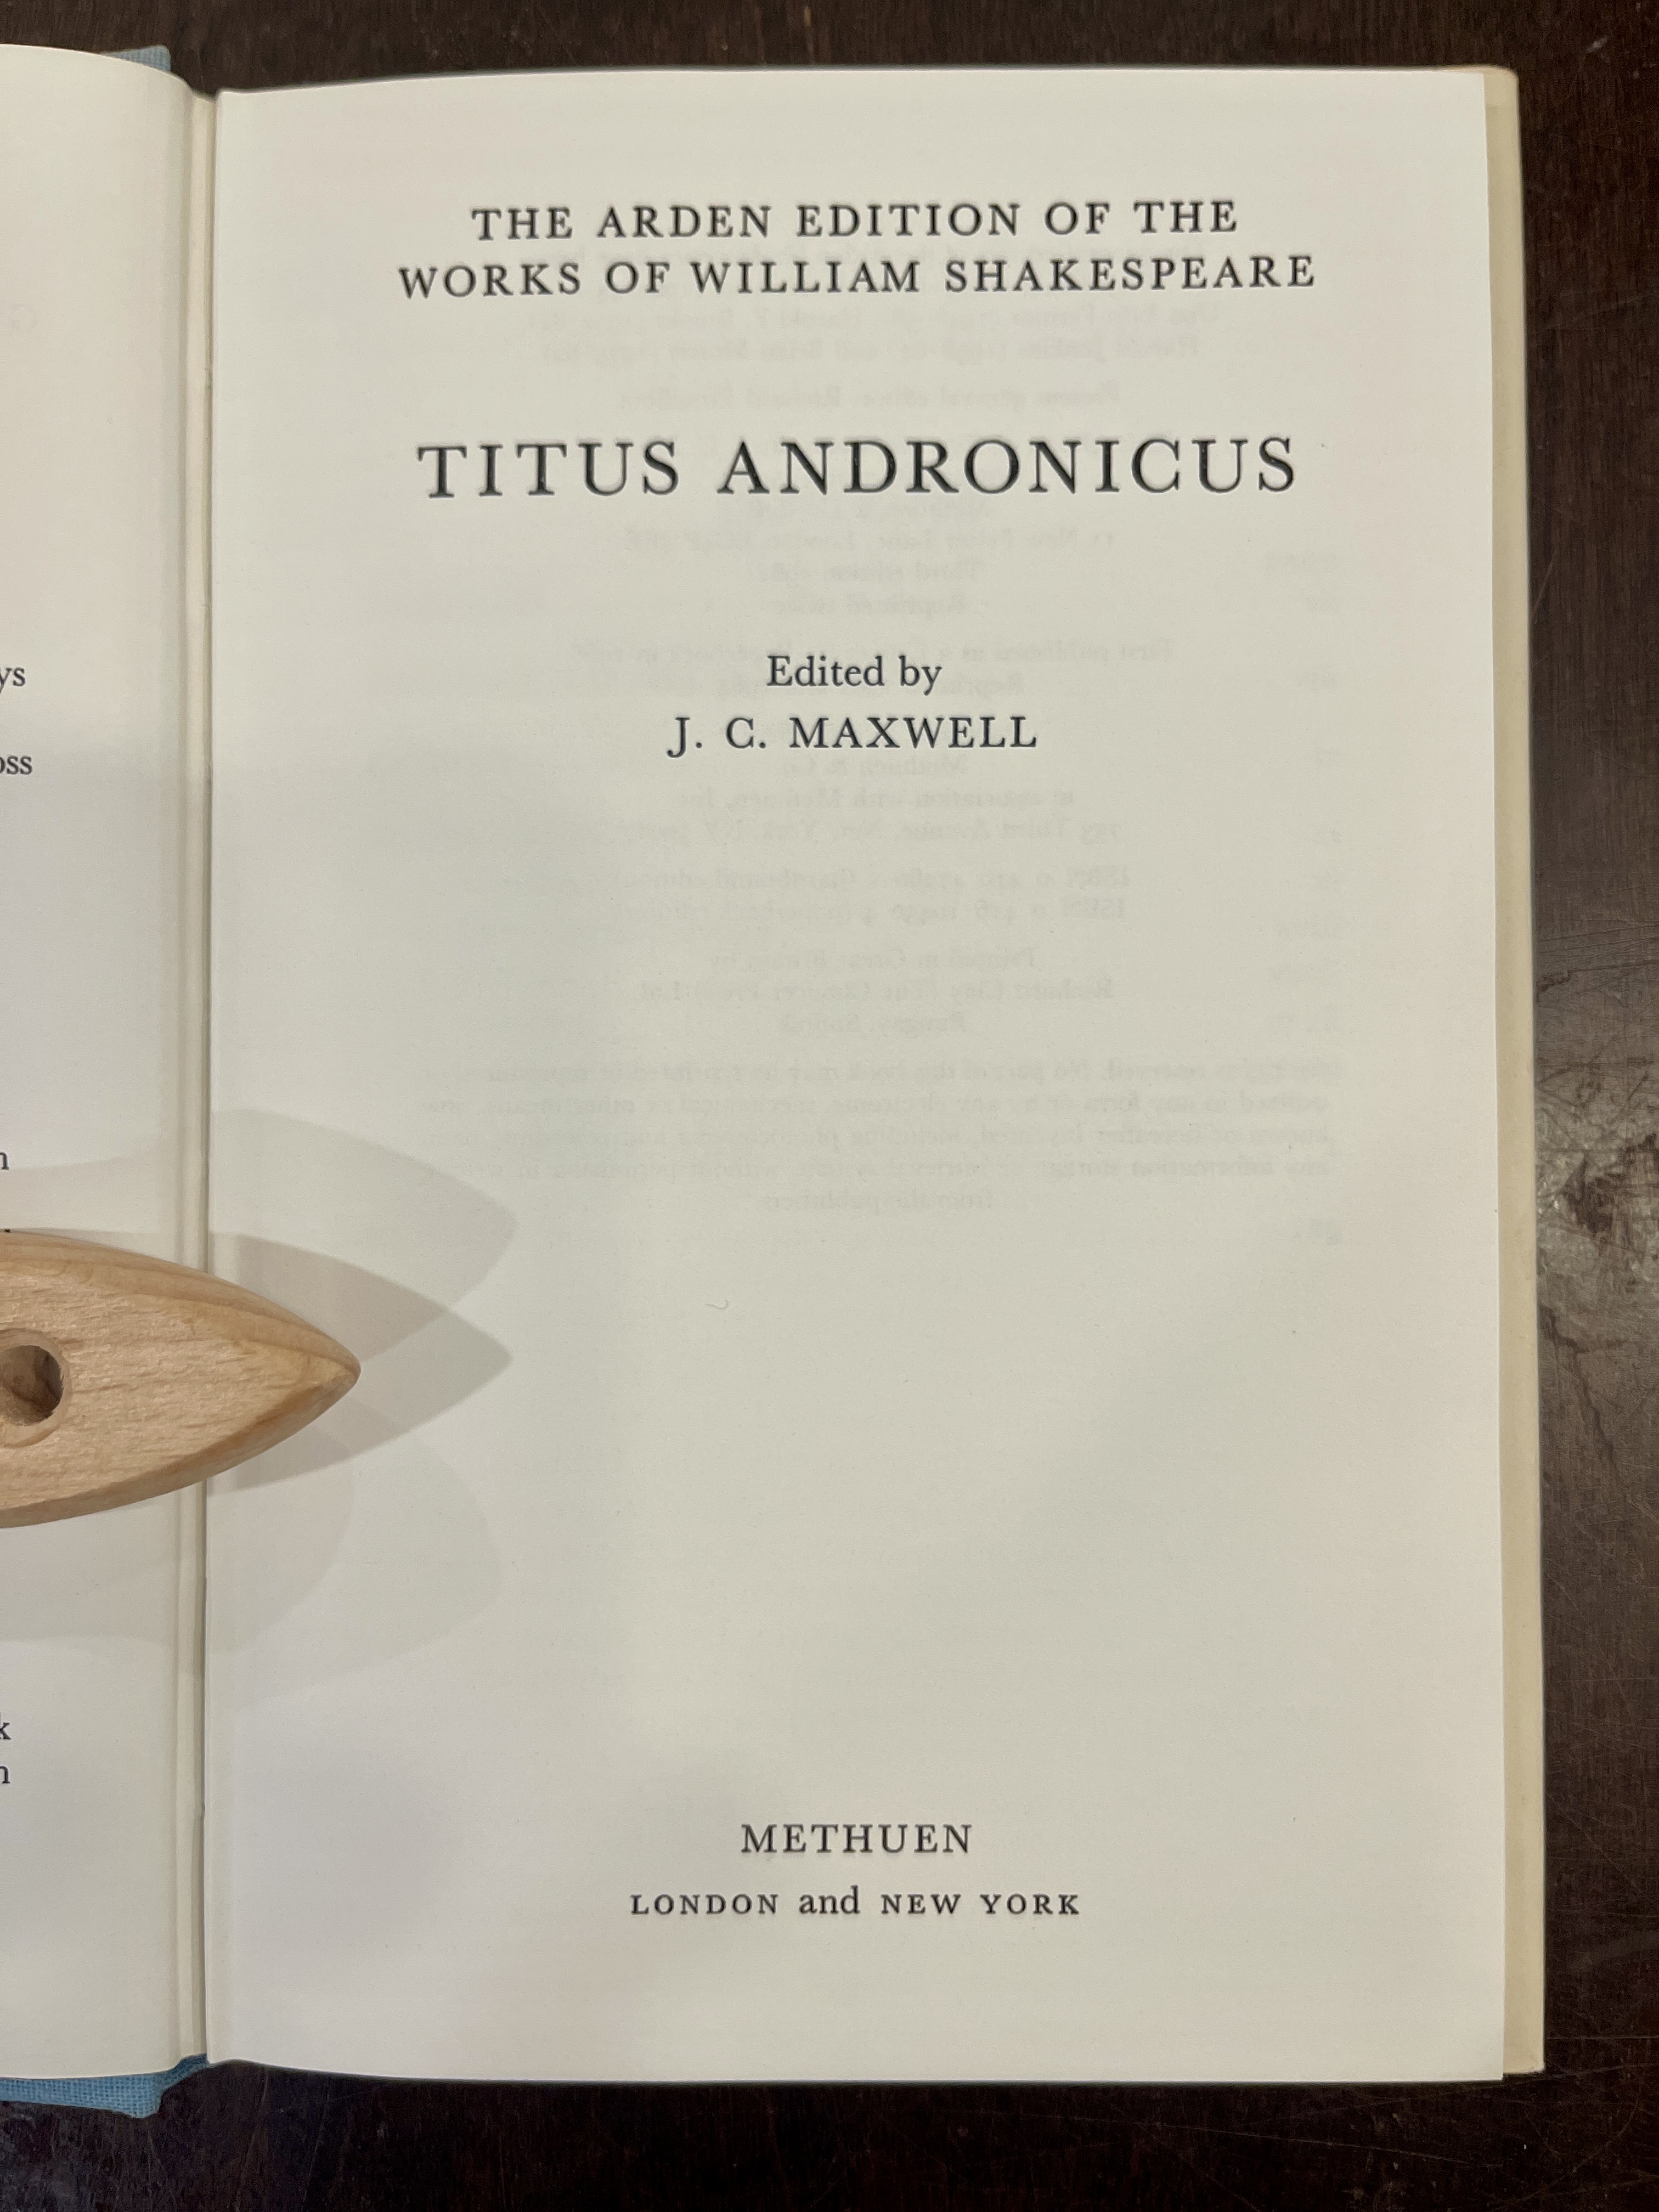 THE ARDEN EDITION OF THE
WORKS OF WILLIAM SHAKESPEARE
TITUS ANDRONICUS
Edited by
J. C. MAXWELL
METHUEN
LONDON and NEW YORK